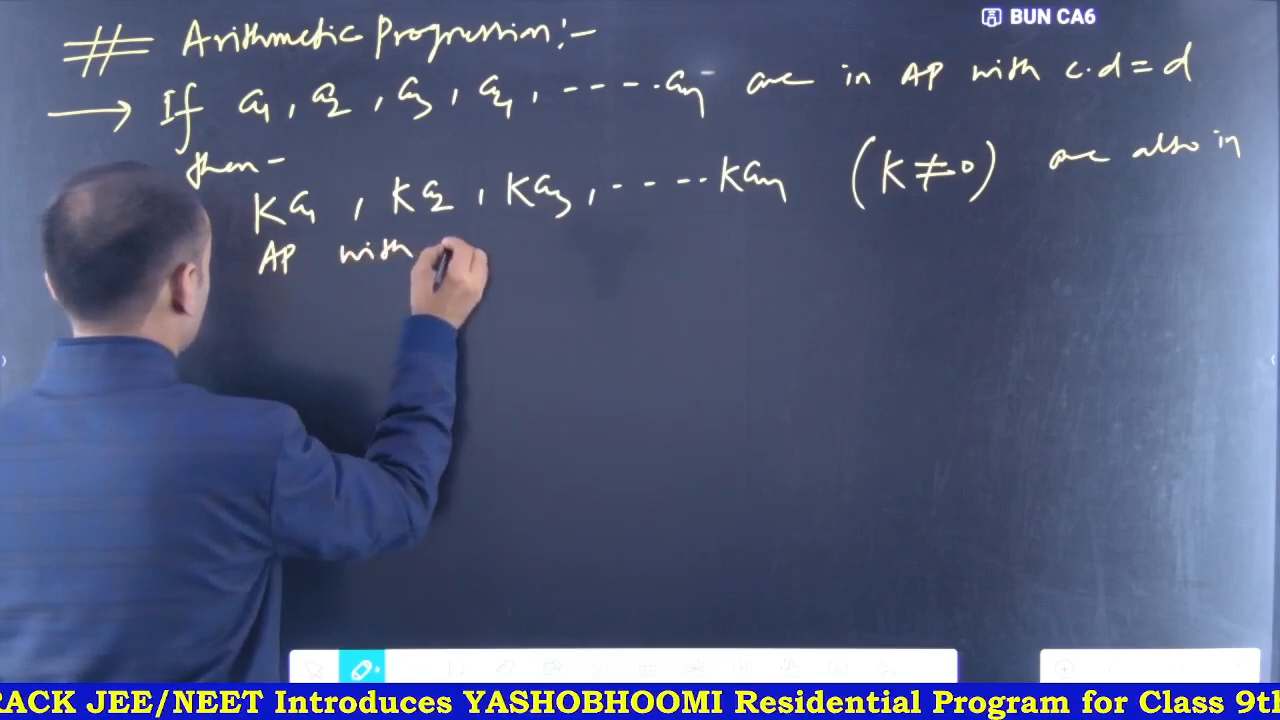 BUN CA6
# Arithmetic Progression:-
→ If a₁, a₂, a₃, a₄, -----aₙ are in AP with c.d = d
then-
Ka₁, Ka₂, Ka₃, -----Kaₙ (K≠0) are also in
AP with
RACK JEE/NEET Introduces YASHOBHOOMI Residential Program for Class 9th